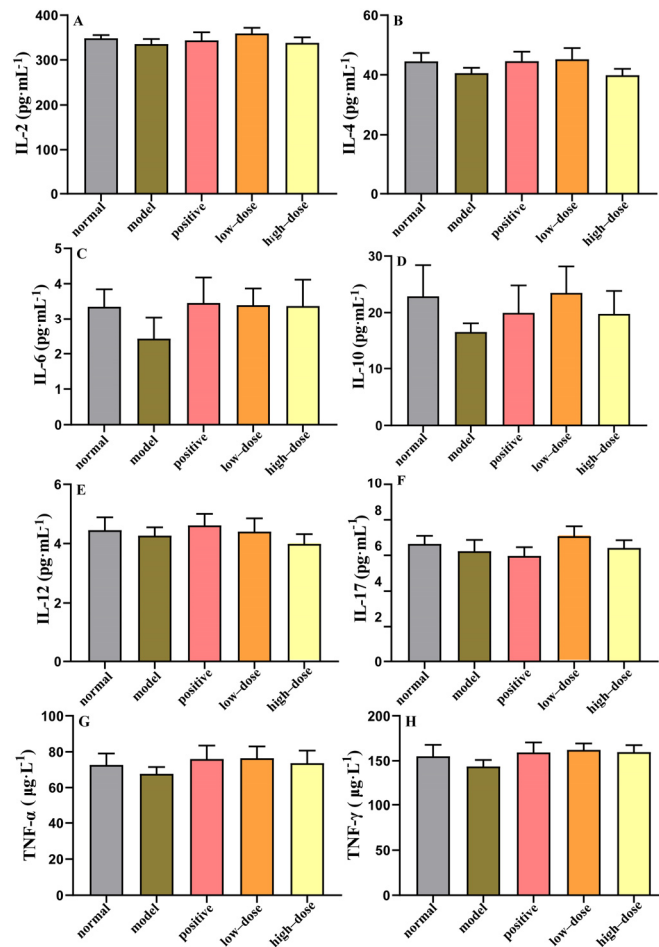 A
400
300
200
100
0
IL-2 (pg·mL⁻¹)
normal
model
positive
low–dose
high–dose
B
60
40
20
0
IL-4 (pg·mL⁻¹)
normal
model
positive
low–dose
high–dose
C
5
4
3
2
1
0
IL-6 (pg·mL⁻¹)
normal
model
positive
low–dose
high–dose
D
30
20
10
0
IL-10 (pg·mL⁻¹)
normal
model
positive
low–dose
high–dose
E
6
4
2
0
IL-12 (pg·mL⁻¹)
normal
model
positive
low–dose
high–dose
F
6
4
2
0
IL-17 (pg·mL⁻¹)
normal
model
positive
low–dose
high–dose
G
100
80
60
40
20
0
TNF-α ( μg·L⁻¹)
normal
model
positive
low–dose
high–dose
H
200
150
100
50
0
TNF-γ ( μg·L⁻¹)
normal
model
positive
low–dose
high–dose